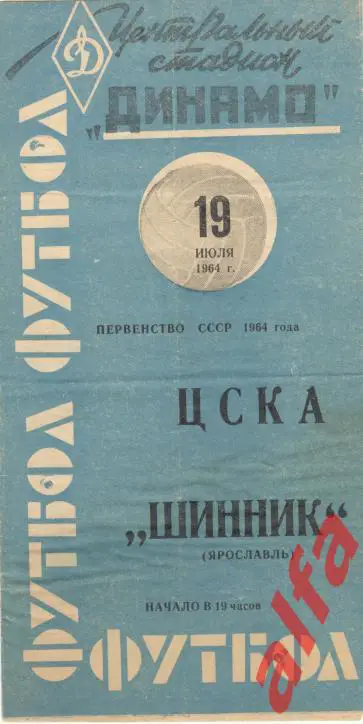 Д
Центральный
стадион
„ДИНАМО"
19
ИЮЛЯ
1964 г.
ПЕРВЕНСТВО СССР 1964 года
ЦСКА
„ШИННИК“
(ЯРОСЛАВЛЬ)
НАЧАЛО В 19 часов
ФУТБОЛ
ФУТБОЛ
ФУТБОЛ
alfa